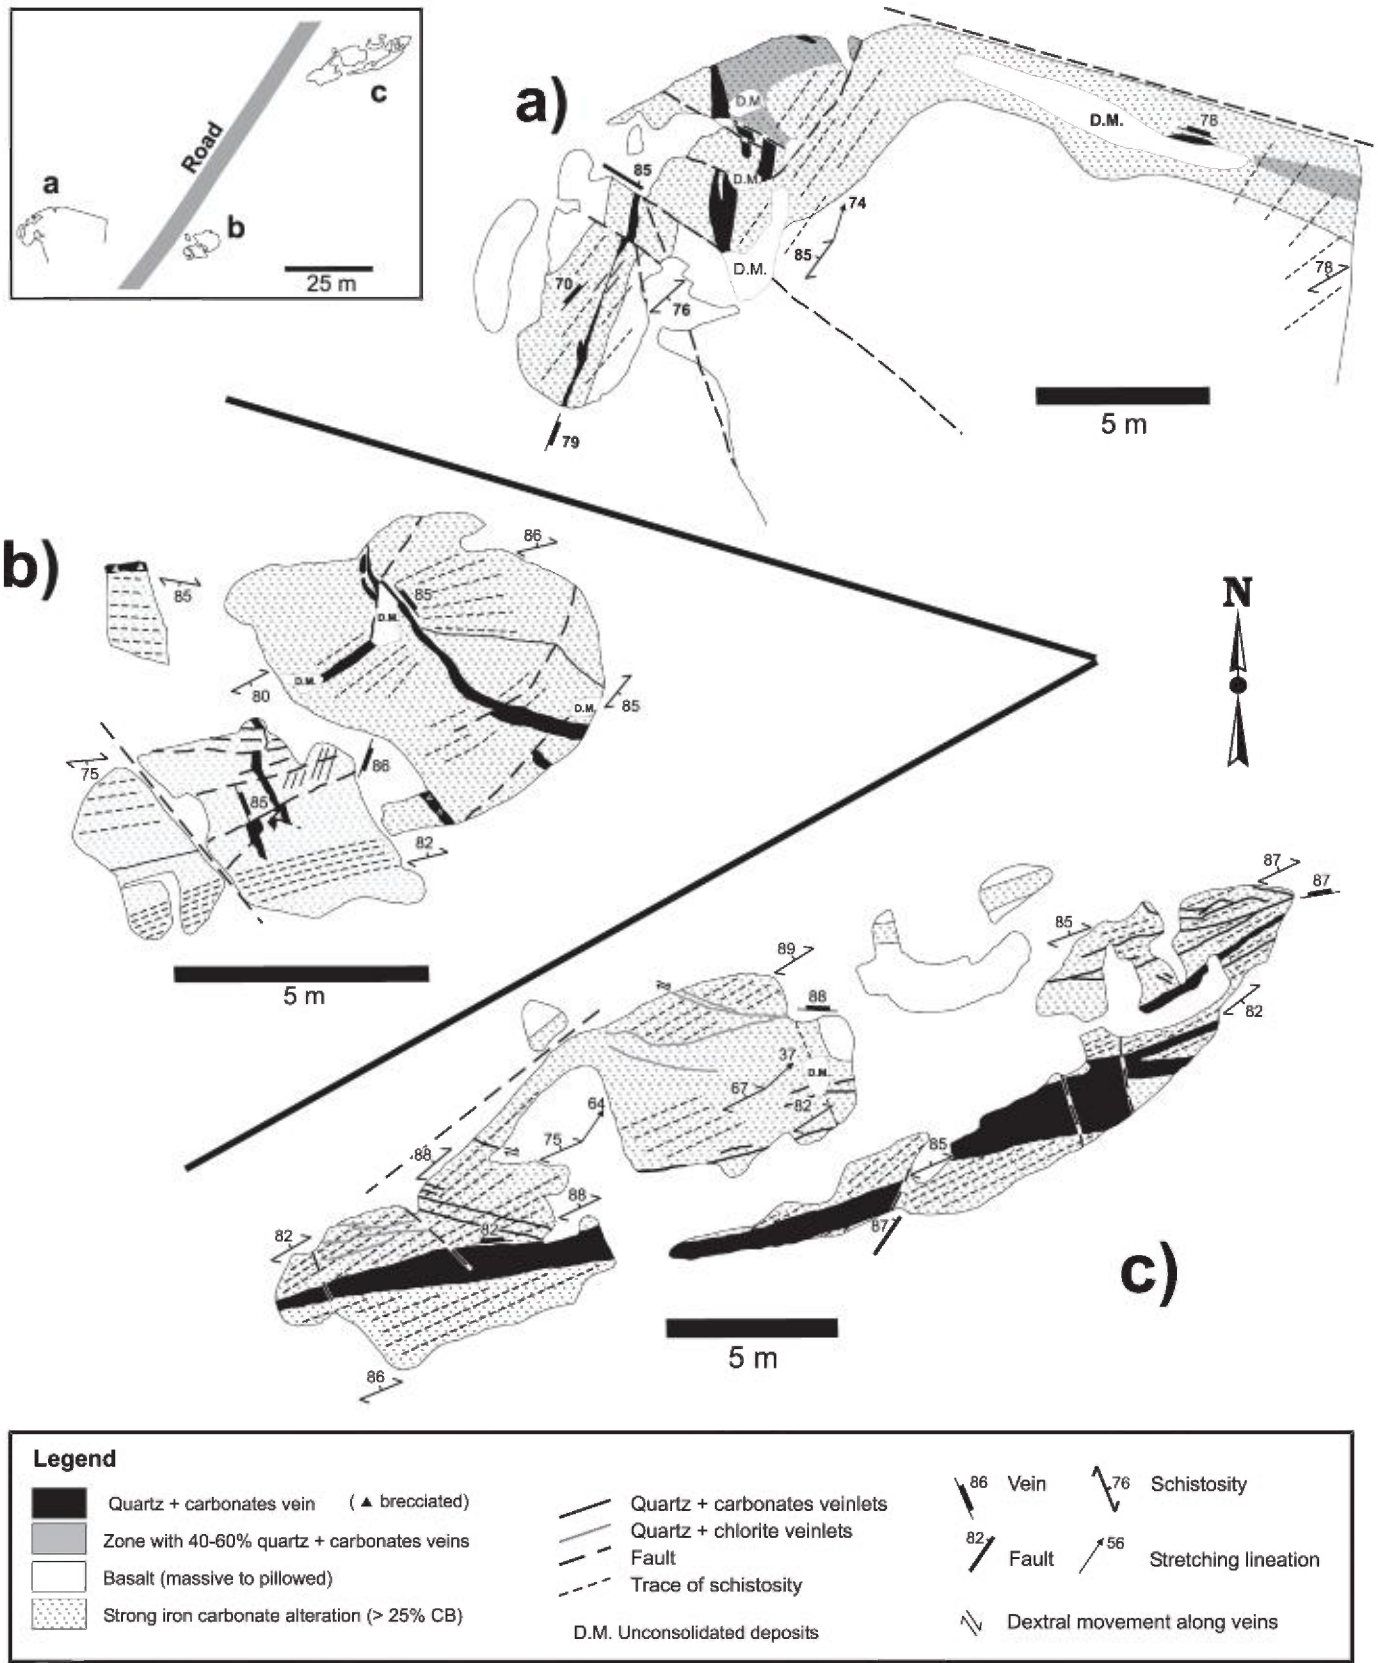 Road
a
b
c
25 m
a)
D.M.
D.M.
D.M.
D.M.
78
85
74
85
70
76
78
79
5 m
b)
85
86
85
D.M.
D.M.
80
D.M.
85
75
86
85
82
5 m
N
87
87
85
82
89
88
37
67
D.M.
82
64
75
88
88
82
82
85
87
86
c)
5 m
Legend
Quartz + carbonates vein (▲ brecciated)
Zone with 40-60% quartz + carbonates veins
Basalt (massive to pillowed)
Strong iron carbonate alteration (> 25% CB)
Quartz + carbonates veinlets
Quartz + chlorite veinlets
Fault
Trace of schistosity
D.M. Unconsolidated deposits
86 Vein
76 Schistosity
82 Fault
56 Stretching lineation
Dextral movement along veins